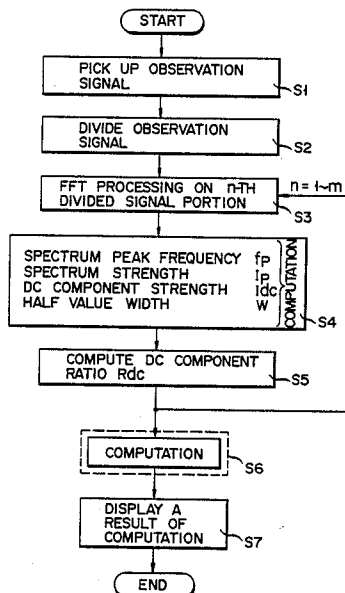 START
PICK UP OBSERVATION
SIGNAL
S1
DIVIDE OBSERVATION
SIGNAL
S2
FFT PROCESSING ON n-TH
DIVIDED SIGNAL PORTION
n = 1~m
S3
SPECTRUM PEAK FREQUENCY fp
SPECTRUM STRENGTH Ip
DC COMPONENT STRENGTH Idc
HALF VALUE WIDTH W
COMPUTATION
S4
COMPUTE DC COMPONENT
RATIO Rdc
S5
COMPUTATION
S6
DISPLAY A
RESULT OF
COMPUTATION
S7
END